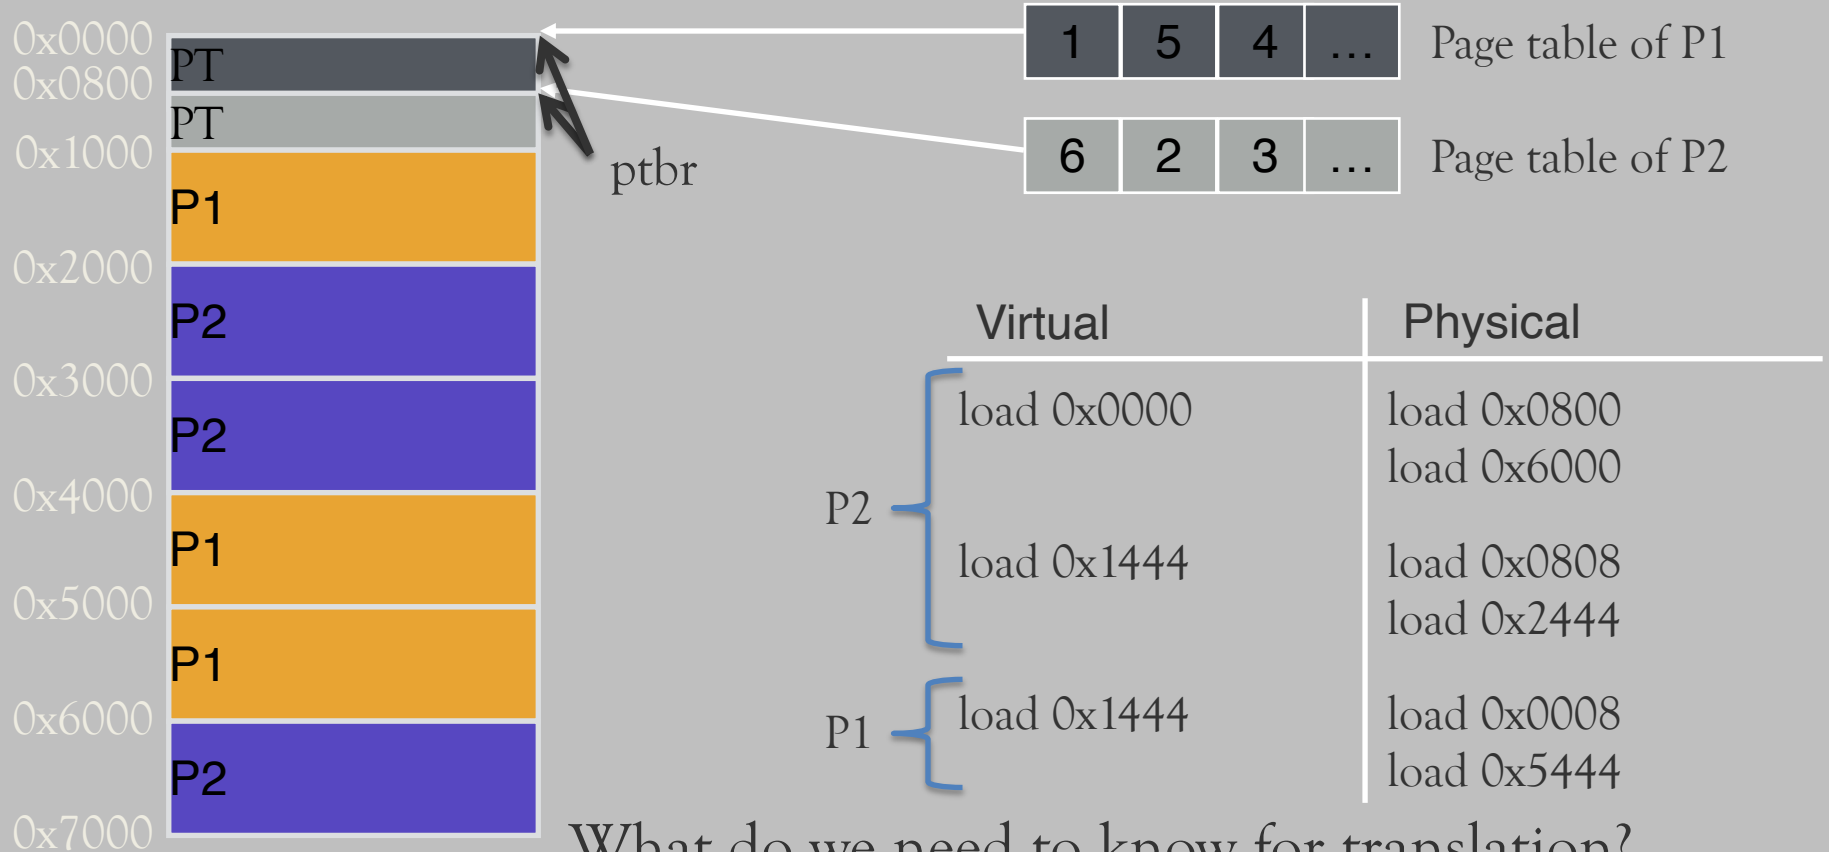 0x0000
PT
0x0800
PT
0x1000
P1
0x2000
P2
0x3000
P2
0x4000
P1
0x5000
P1
0x6000
P2
0x7000
ptbr
1 5 4 … Page table of P1
6 2 3 … Page table of P2
Virtual Physical
P2
load 0x0000 load 0x0800
load 0x6000
load 0x1444 load 0x0808
load 0x2444
P1
load 0x1444 load 0x0008
load 0x5444
What do we need to know for translation?